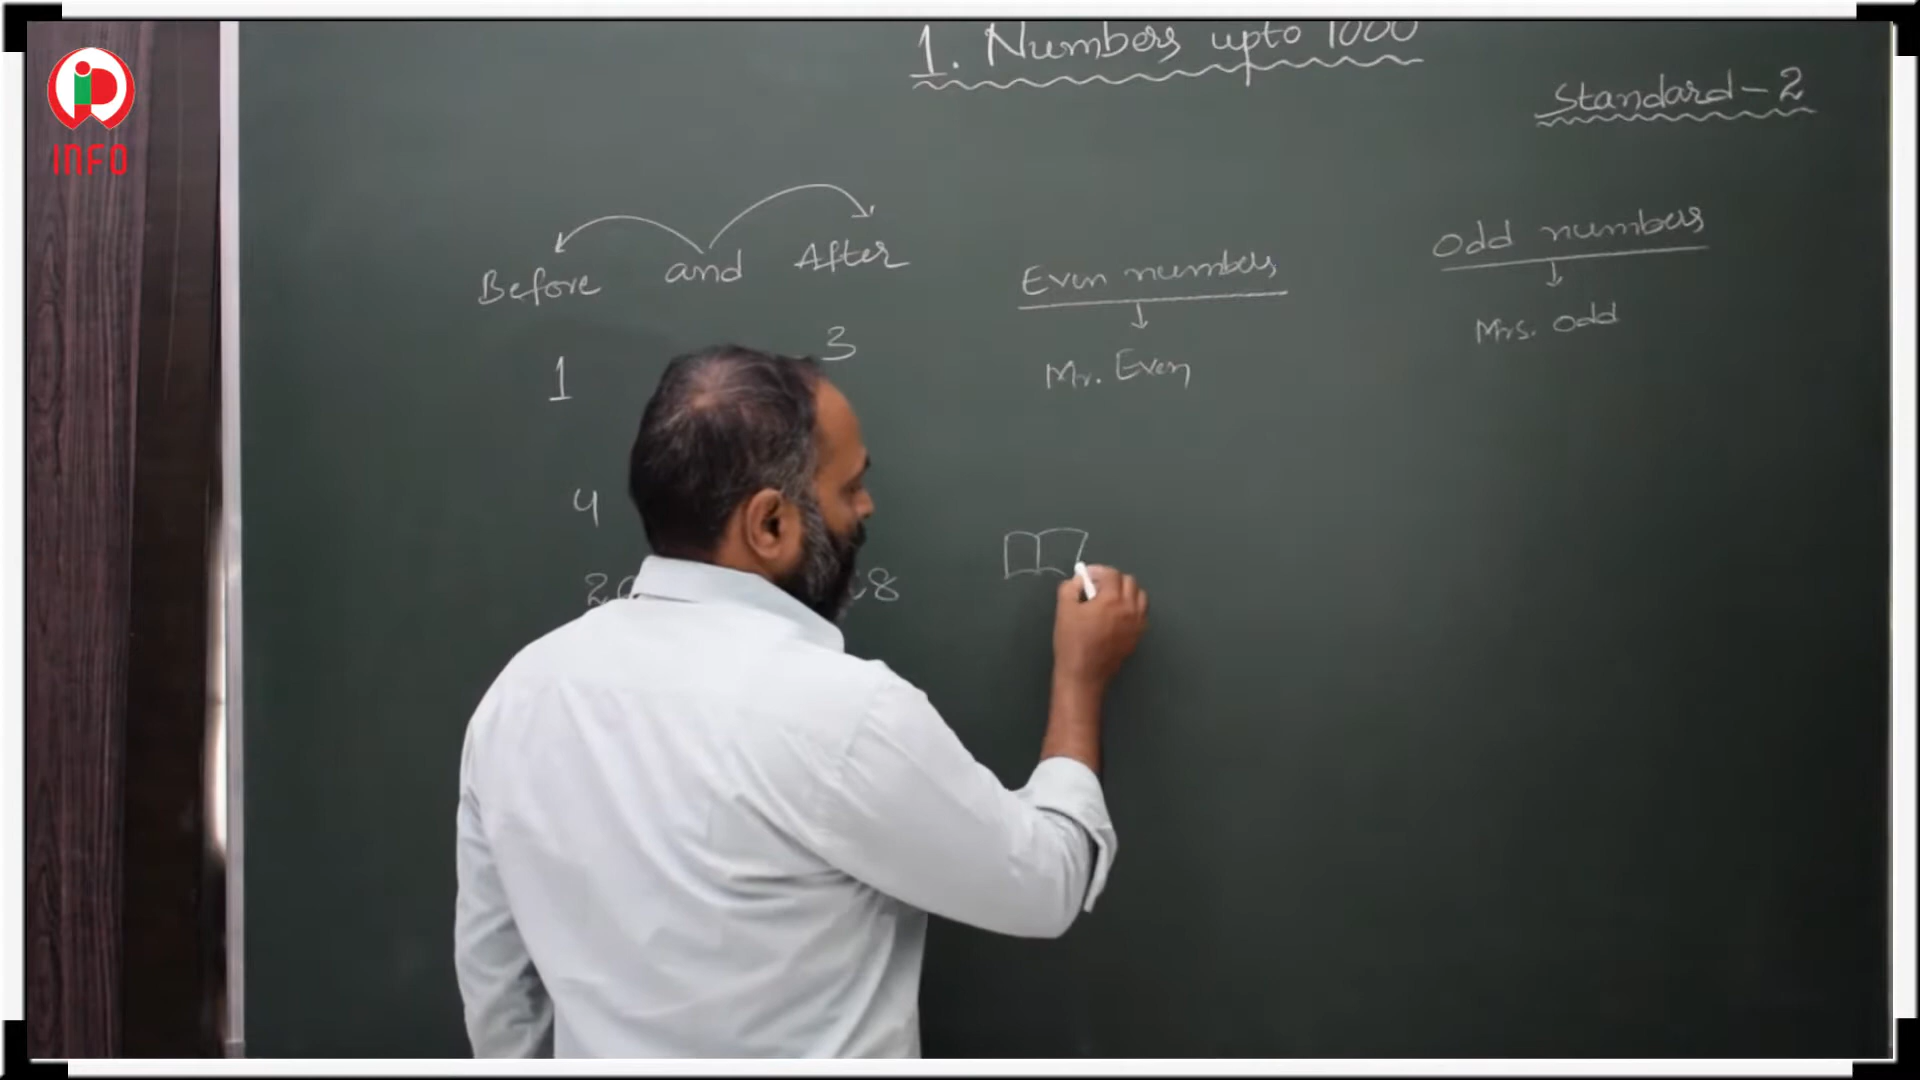 INFO
1. Numbers upto 1000
Standard-2
Before and After
Even numbers
Odd numbers
1
3
Mr. Even
Mrs. Odd
4